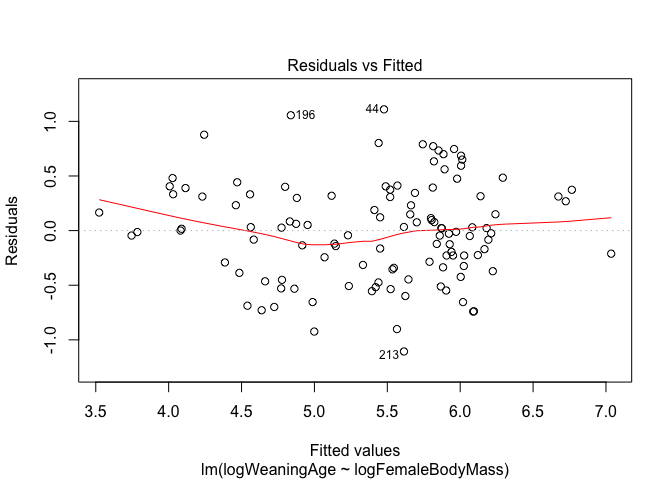 Residuals vs Fitted
Residuals
1.0
0.5
0.0
-0.5
-1.0
196
44
213
3.5 4.0 4.5 5.0 5.5 6.0 6.5 7.0
Fitted values
lm(logWeaningAge ~ logFemaleBodyMass)